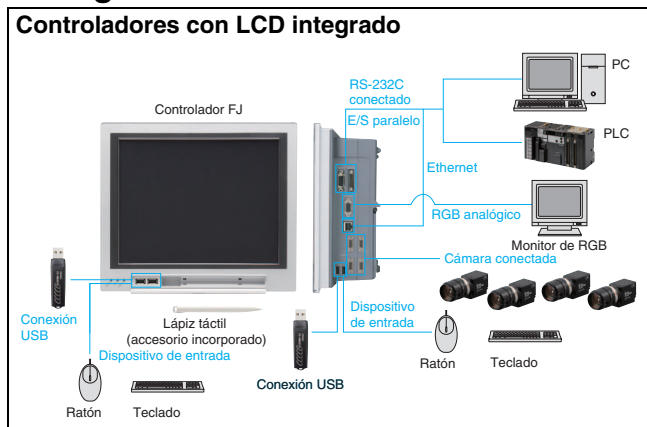 Controladores con LCD integrado
Controlador FJ
RS-232C
conectado
E/S paralelo
PC
PLC
Ethernet
RGB analógico
Monitor de RGB
Cámara conectada
Conexión
USB
Lápiz táctil
(accesorio incorporado)
Dispositivo de entrada
Dispositivo
de entrada
Conexión USB
Ratón
Teclado
Ratón
Teclado